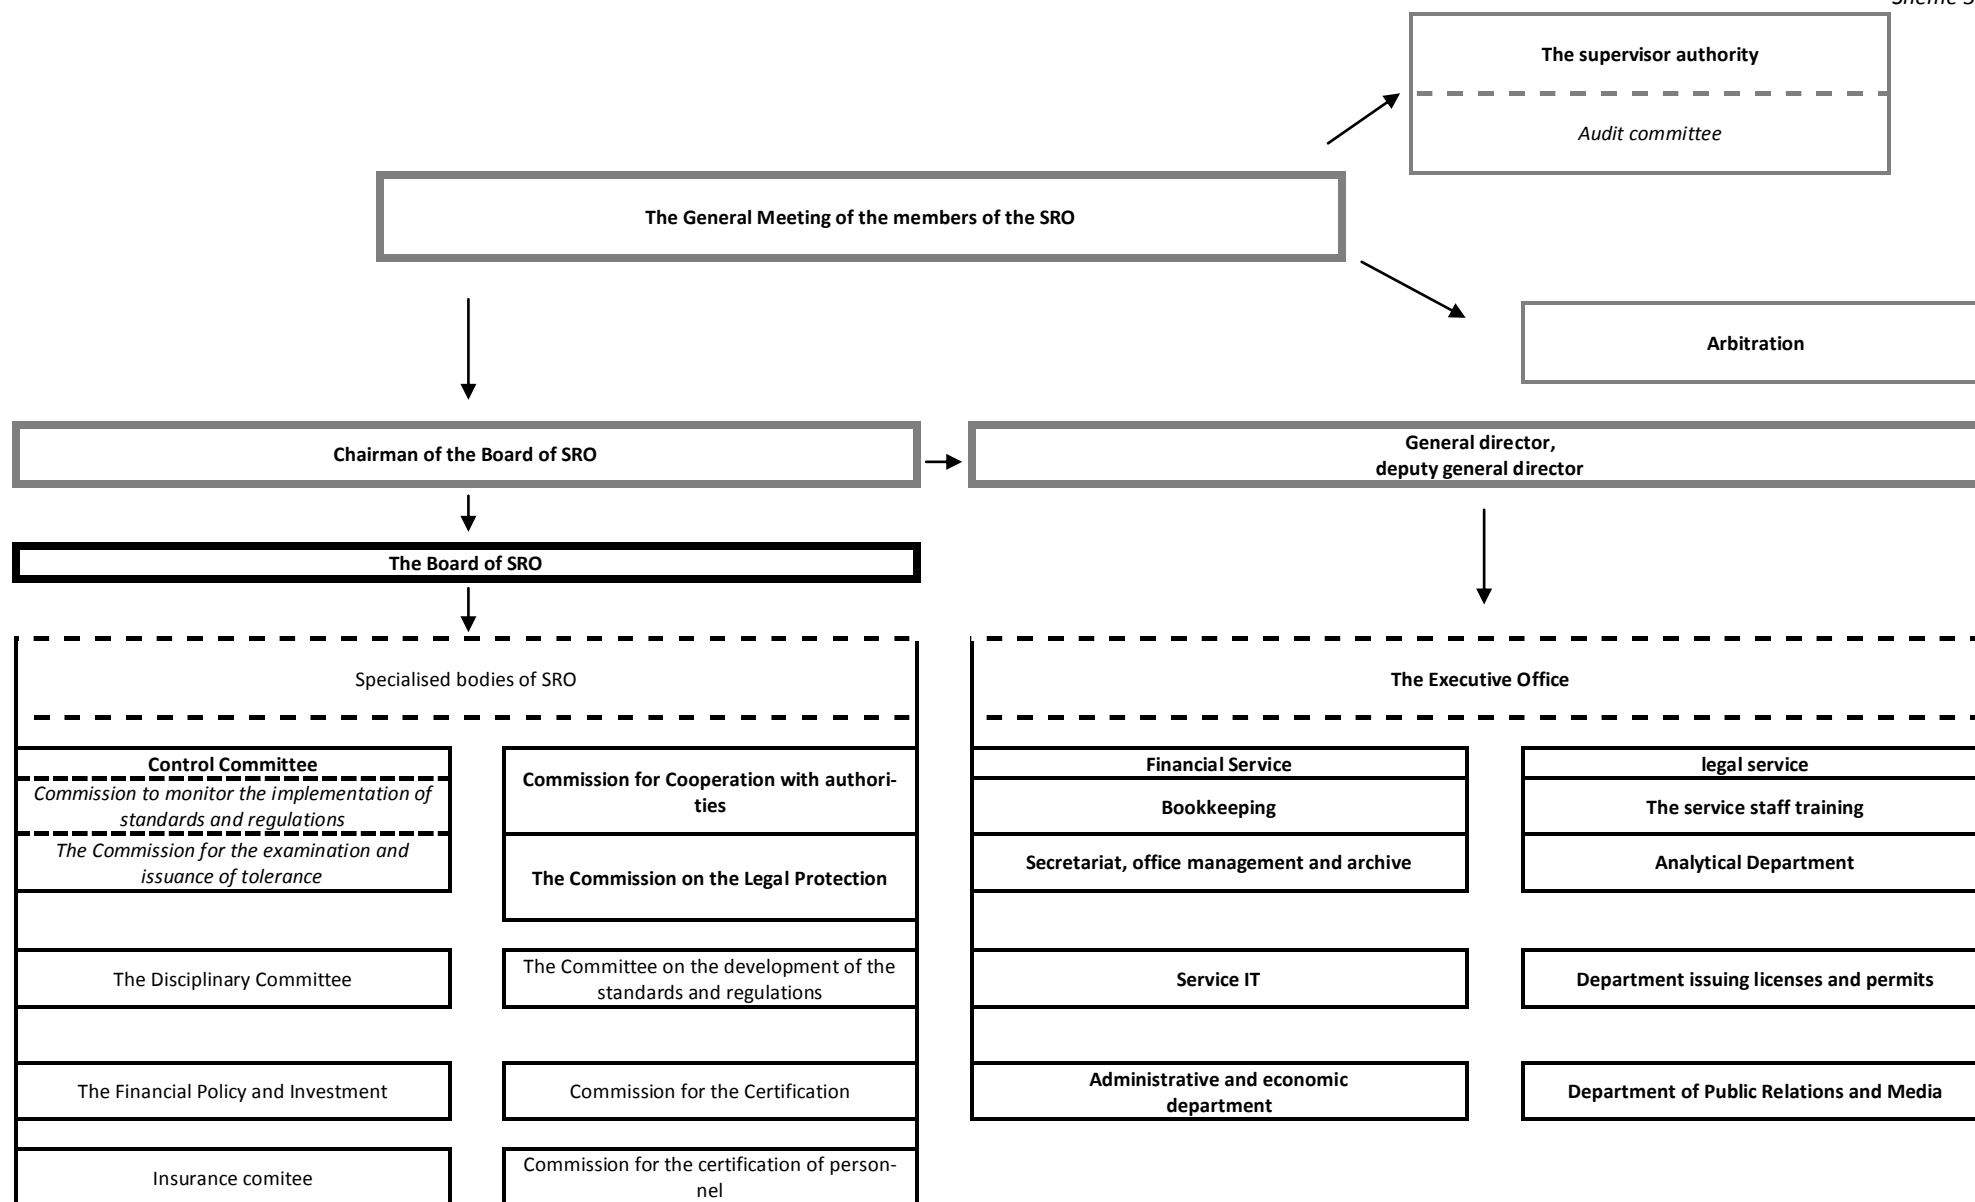 Sheme 3
The supervisor authority
Audit committee
The General Meeting of the members of the SRO
Arbitration
Chairman of the Board of SRO
General director,
deputy general director
The Board of SRO
Specialised bodies of SRO
The Executive Office
Control Committee
Commission to monitor the implementation of
standards and regulations
The Commission for the examination and
issuance of tolerance
Commission for Cooperation with authori-
ties
The Commission on the Legal Protection
Financial Service
legal service
Bookkeeping
The service staff training
Secretariat, office management and archive
Analytical Department
The Disciplinary Committee
The Committee on the development of the
standards and regulations
Service IT
Department issuing licenses and permits
The Financial Policy and Investment
Commission for the Certification
Administrative and economic
department
Department of Public Relations and Media
Insurance comitee
Commission for the certification of person-
nel